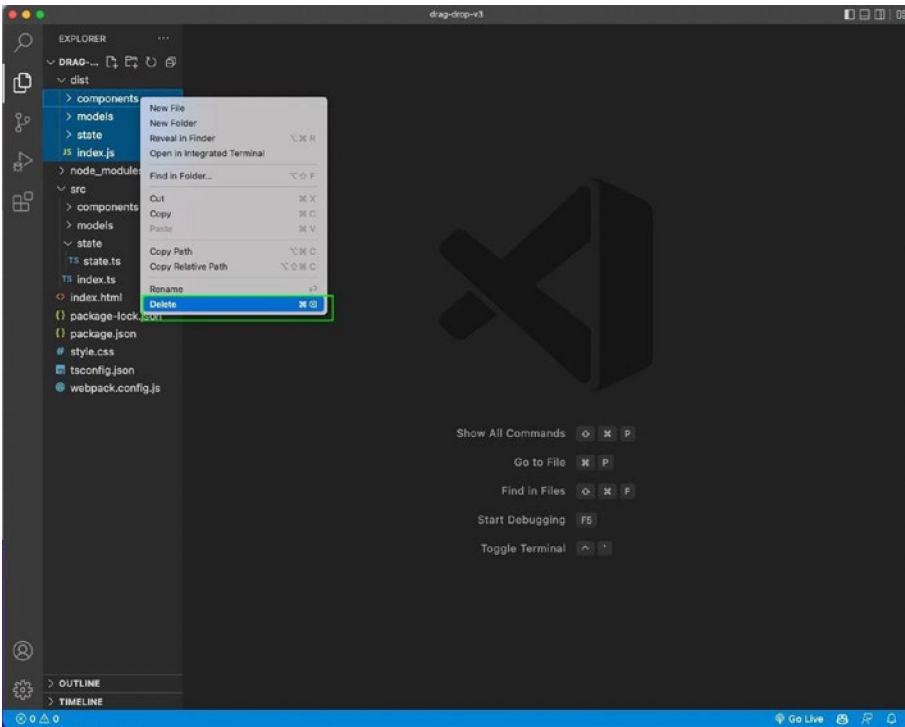 drag-drop-v3
EXPLORER ...
DRAG-...
dist
components
models
state
JS index.js
node_module
src
components
models
state
TS state.ts
TS index.ts
index.html
{} package-lock.json
{} package.json
# style.css
tsconfig.json
webpack.config.js
OUTLINE
TIMELINE
New File
New Folder
Reveal in Finder ⌥⌘ R
Open in Integrated Terminal
Find in Folder... ⌥⇧ F
Cut ⌘ X
Copy ⌘ C
Paste ⌘ V
Copy Path ⌥⌘ C
Copy Relative Path ⌥⇧⌘ C
Rename
Delete ⌘
Show All Commands ⇧ ⌘ P
Go to File ⌘ P
Find in Files ⇧ ⌘ F
Start Debugging F5
Toggle Terminal ^ `
0 0
Go Live